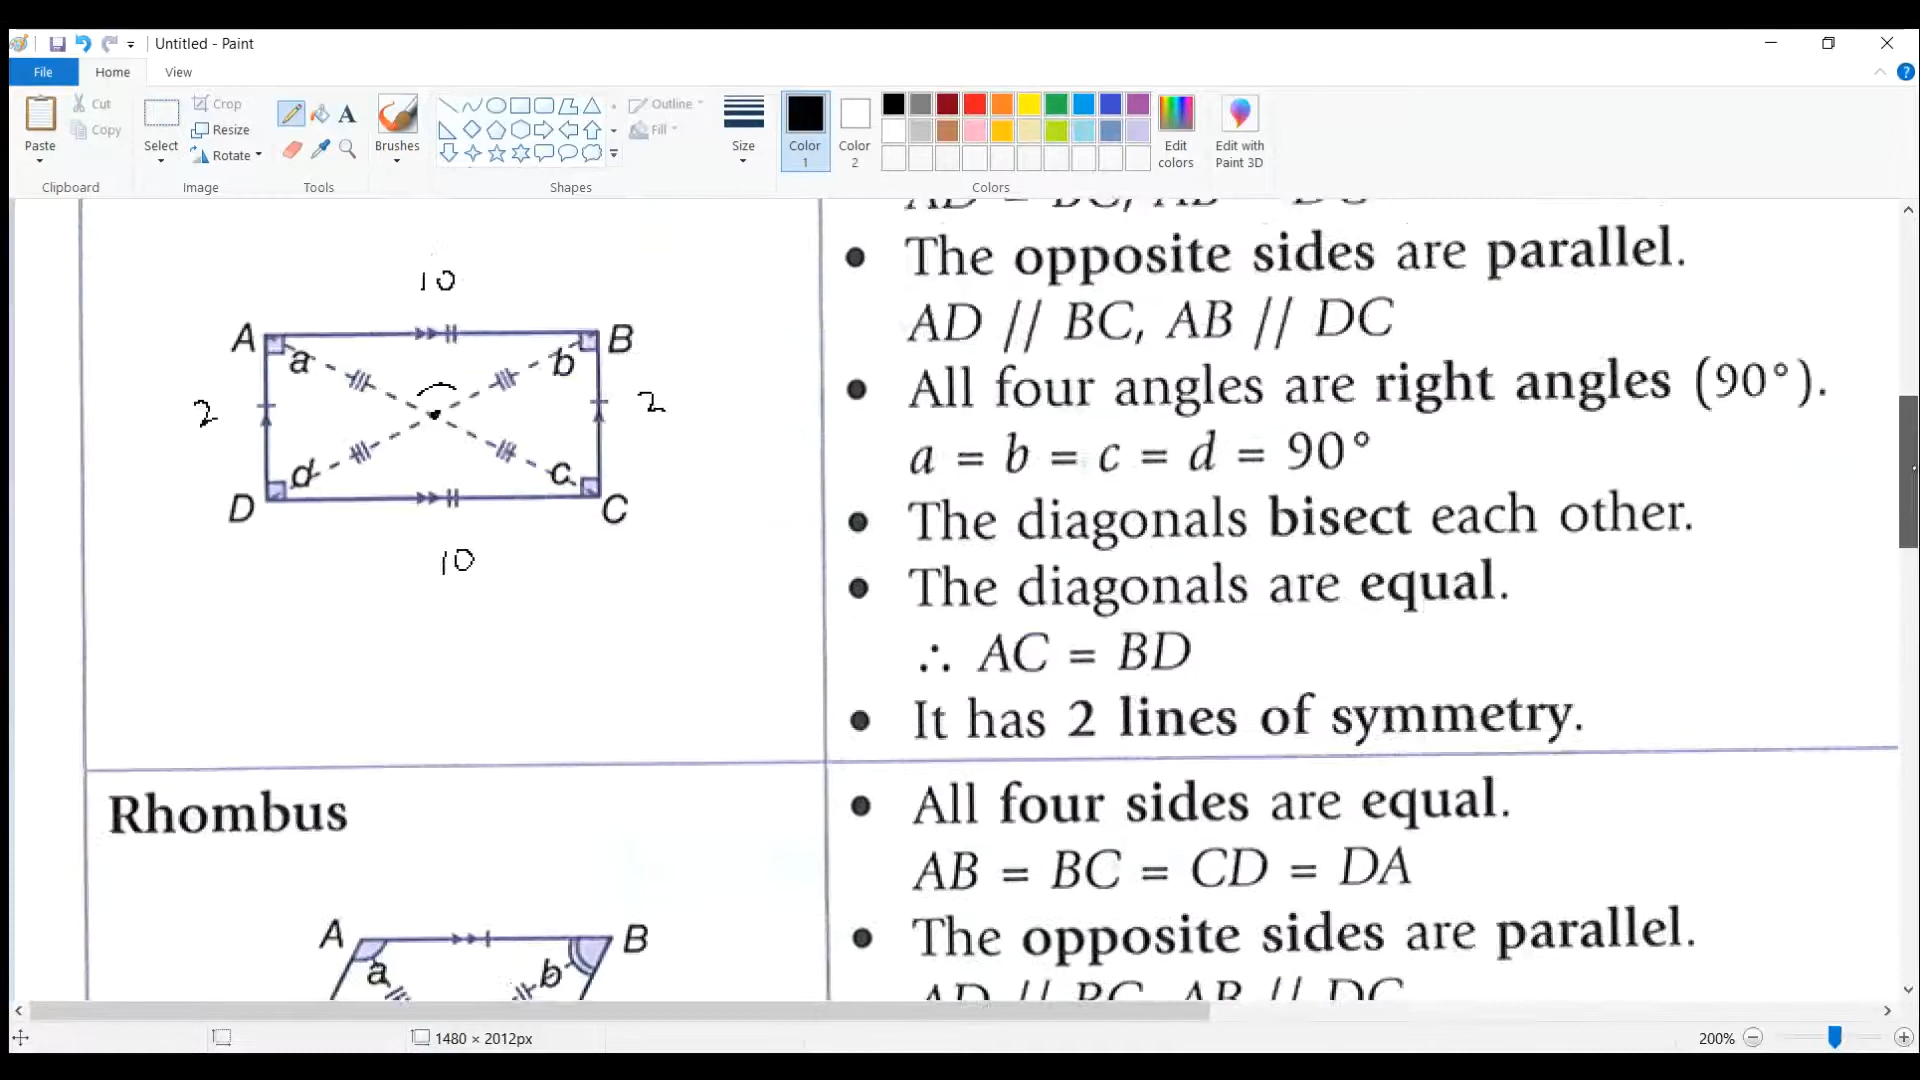 Untitled - Paint
File
Home
View
Paste
Cut
Copy
Clipboard
Select
Crop
Resize
Rotate
Image
A
Tools
Brushes
Shapes
Outline
Fill
Size
Color
1
Color
2
Colors
Edit
colors
Edit with
Paint 3D
10
A
B
a
b
2
2
d
c
D
C
10
• The opposite sides are parallel.
AD // BC, AB // DC
• All four angles are right angles (90°).
a = b = c = d = 90°
• The diagonals bisect each other.
• The diagonals are equal.
∴ AC = BD
• It has 2 lines of symmetry.
Rhombus
A
B
a
b
• All four sides are equal.
AB = BC = CD = DA
• The opposite sides are parallel.
AD // BC, AB // DC
1480 × 2012px
200%